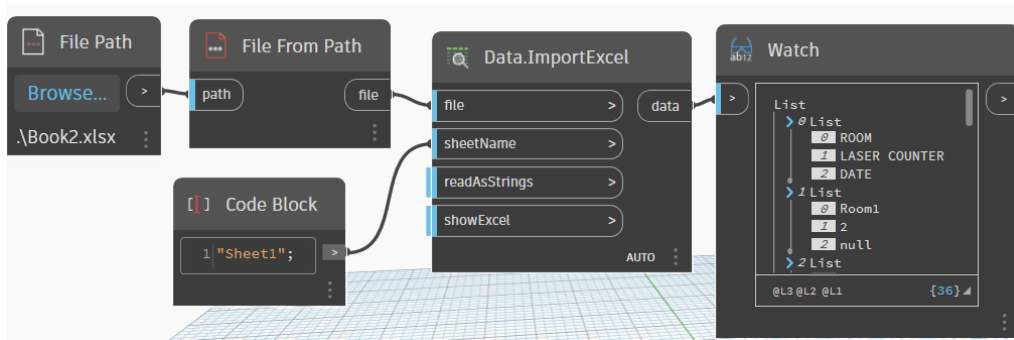 File Path
Browse... >
.\Book2.xlsx
File From Path
path file
Code Block
[] 
1 "Sheet1"; >
Data.ImportExcel
file > data
sheetName >
readAsStrings >
showExcel >
AUTO
ab12 Watch
> >
List
0 List
0 ROOM
1 LASER COUNTER
2 DATE
1 List
0 Room1
1 2
2 null
2 List
@L3 @L2 @L1 {36}